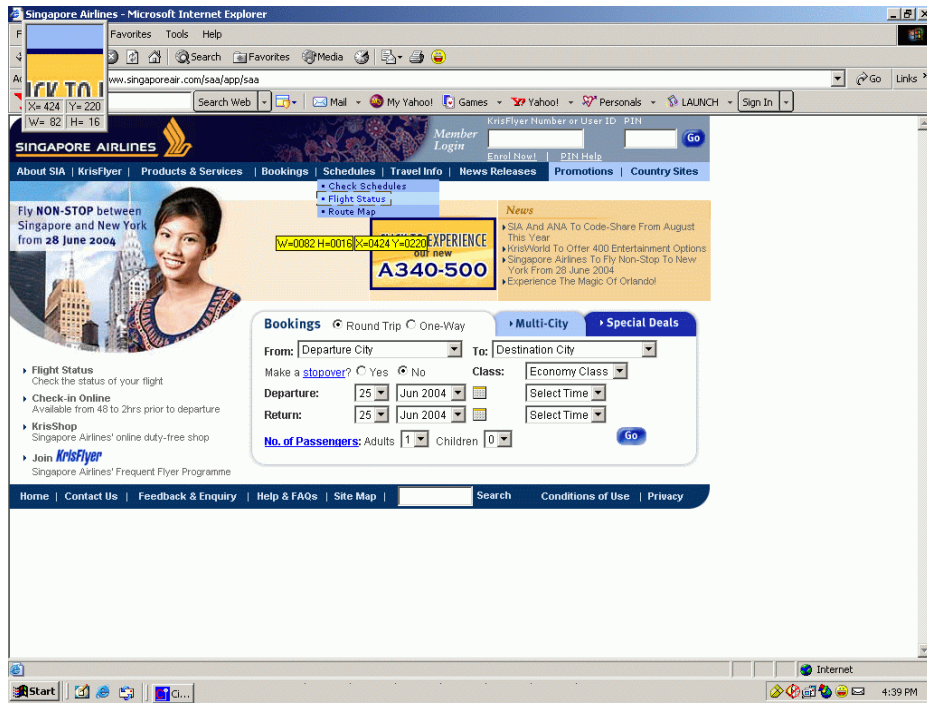 Singapore Airlines - Microsoft Internet Explorer
Favorites Tools Help
Search Favorites Media
ww.singaporeair.com/saa/app/saa Go Links
Search Web Mail My Yahoo! Games Yahoo! Personals LAUNCH Sign In
X= 424 Y= 220
W= 82 H= 16
SINGAPORE AIRLINES
Member Login
KrisFlyer Number or User ID PIN
Go
Enrol Now! | PIN Help
About SIA | KrisFlyer | Products & Services | Bookings | Schedules | Travel Info | News Releases Promotions | Country Sites
• Check Schedules
• Flight Status
• Route Map
Fly NON-STOP between
Singapore and New York
from 28 June 2004
W=0082 H=0016 X=0424 Y=0220
EXPERIENCE
our new
A340-500
News
SIA And ANA To Code-Share From August
This Year
KrisWorld To Offer 400 Entertainment Options
Singapore Airlines To Fly Non-Stop To New
York From 28 June 2004
Experience The Magic Of Orlando!
Bookings Round Trip One-Way Multi-City Special Deals
From: Departure City To: Destination City
Make a stopover? Yes No Class: Economy Class
Departure: 25 Jun 2004 Select Time
Return: 25 Jun 2004 Select Time
No. of Passengers: Adults 1 Children 0 Go
Flight Status
Check the status of your flight
Check-in Online
Available from 48 to 2hrs prior to departure
KrisShop
Singapore Airlines' online duty-free shop
Join KrisFlyer
Singapore Airlines' Frequent Flyer Programme
Home | Contact Us | Feedback & Enquiry | Help & FAQs | Site Map | Search Conditions of Use | Privacy
Internet
Start Ci... 4:39 PM